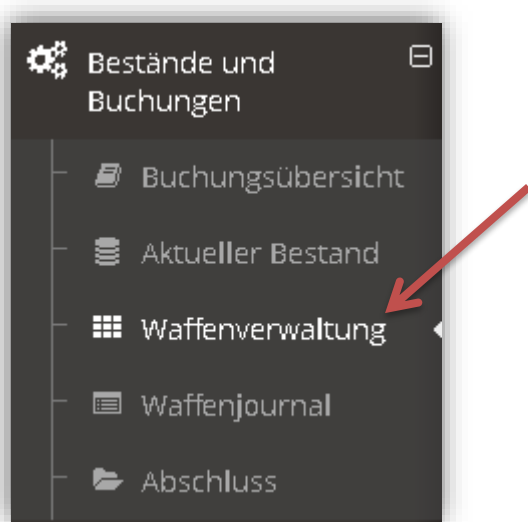 Bestände und
Buchungen
Buchungsübersicht
Aktueller Bestand
Waffenverwaltung
Waffenjournal
Abschluss